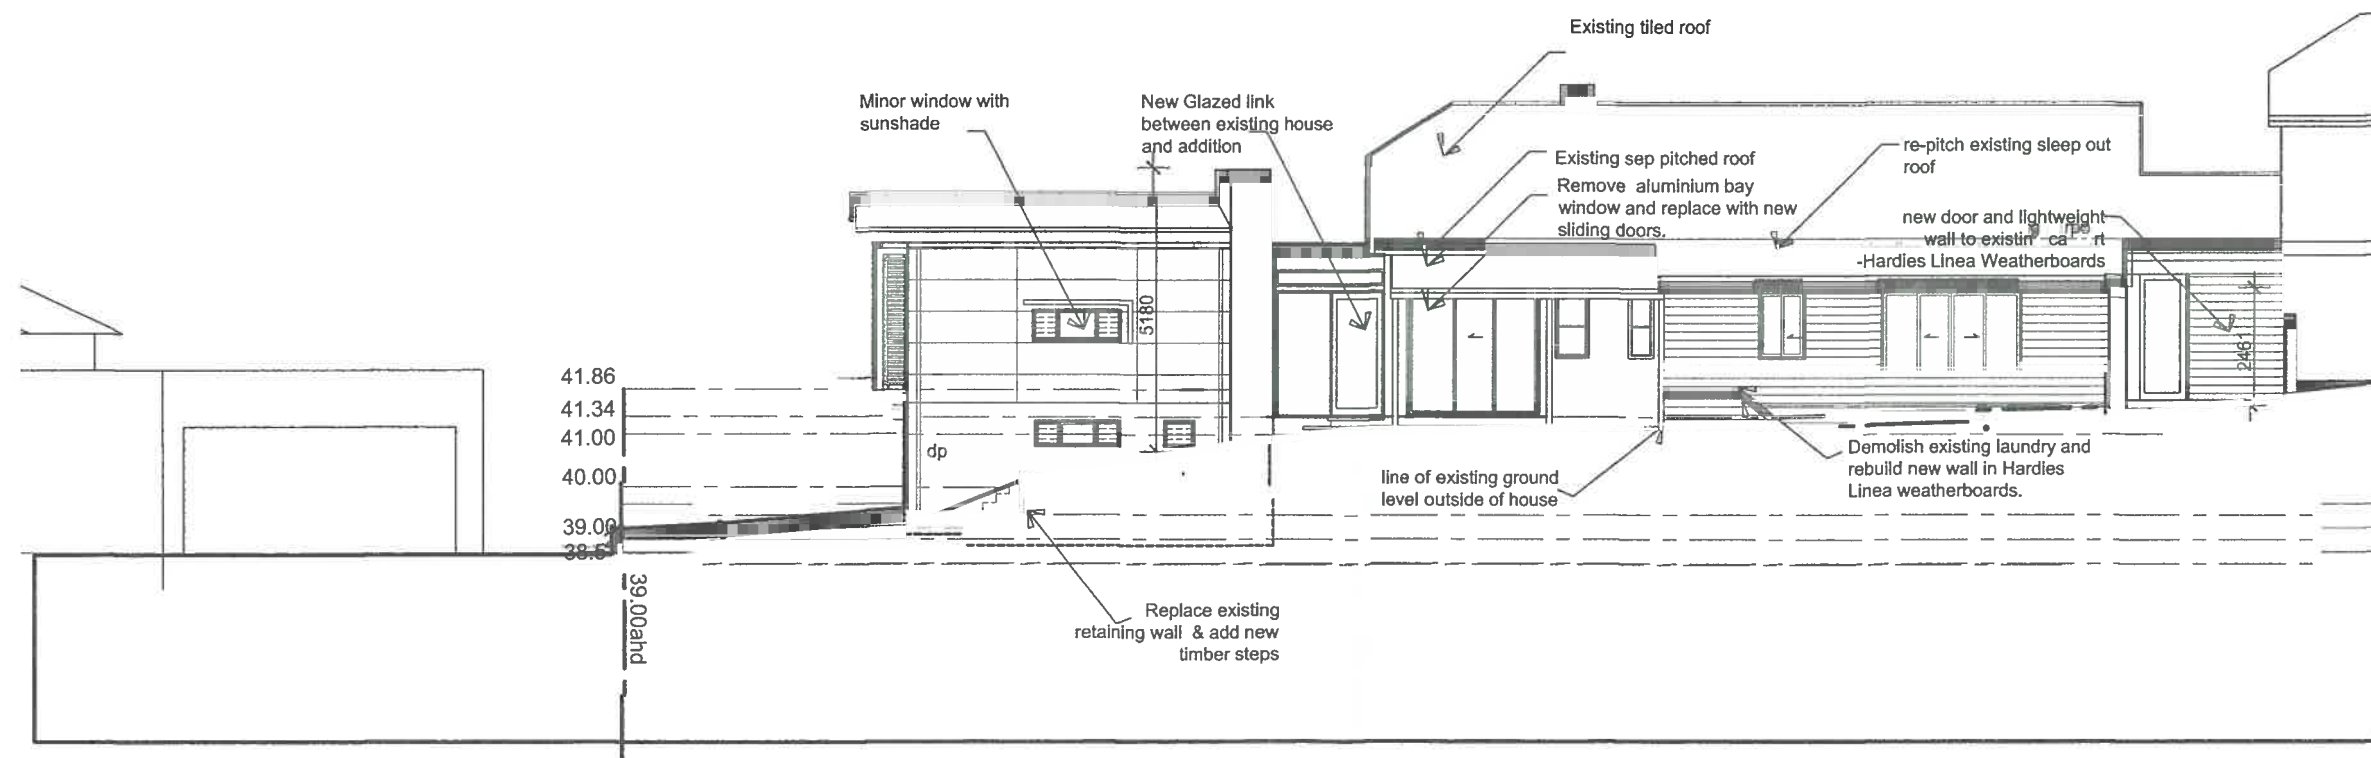 Existing tiled roof
Minor window with
sunshade
New Glazed link
between existing house
and addition
Existing sep pitched roof
Remove aluminium bay
window and replace with new
sliding doors.
re-pitch existing sleep out
roof
new door and lightweight
wall to existin ca rt
-Hardies Linea Weatherboards
5180
2461
41.86
41.34
41.00
40.00
39.00
dp
line of existing ground
level outside of house
Demolish existing laundry and
rebuild new wall in Hardies
Linea weatherboards.
39.00ahd
Replace existing
retaining wall & add new
timber steps